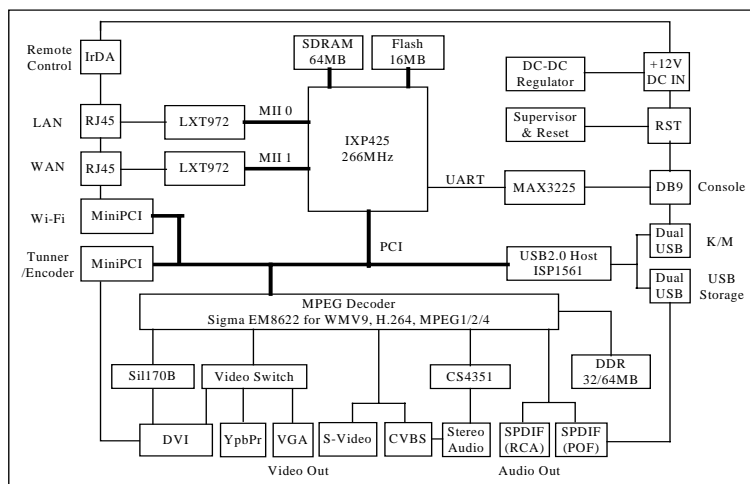 Remote
Control
IrDA
SDRAM
64MB
Flash
16MB
DC-DC
Regulator
+12V
DC IN
LAN
RJ45
LXT972
MII 0
IXP425
266MHz
Supervisor
& Reset
RST
WAN
RJ45
LXT972
MII 1
UART
MAX3225
DB9
Console
Wi-Fi
MiniPCI
Dual
USB
K/M
Tunner
/Encoder
MiniPCI
PCI
USB2.0 Host
ISP1561
Dual
USB
USB
Storage
MPEG Decoder
Sigma EM8622 for WMV9, H.264, MPEG1/2/4
Sil170B
Video Switch
CS4351
DDR
32/64MB
DVI
YpbPr
VGA
S-Video
CVBS
Stereo
Audio
SPDIF
(RCA)
SPDIF
(POF)
Video Out
Audio Out